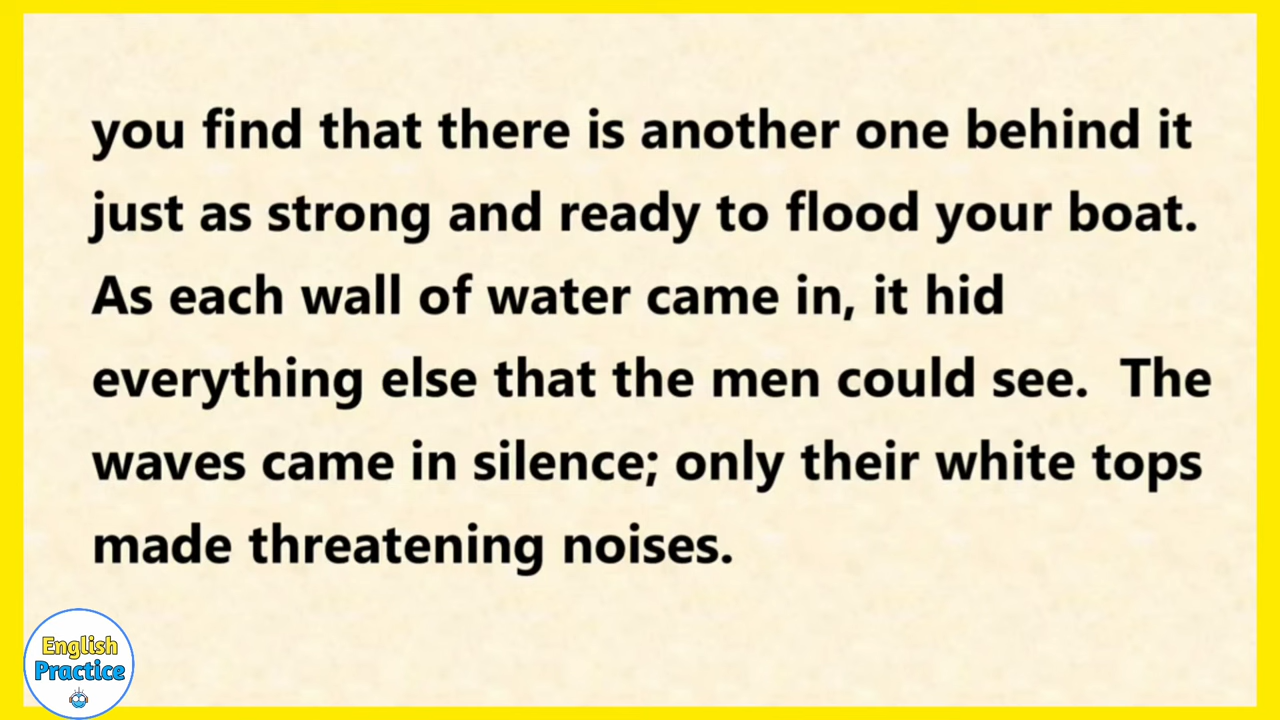 you find that there is another one behind it
just as strong and ready to flood your boat.
As each wall of water came in, it hid
everything else that the men could see.  The
waves came in silence; only their white tops
made threatening noises.
English
Practice